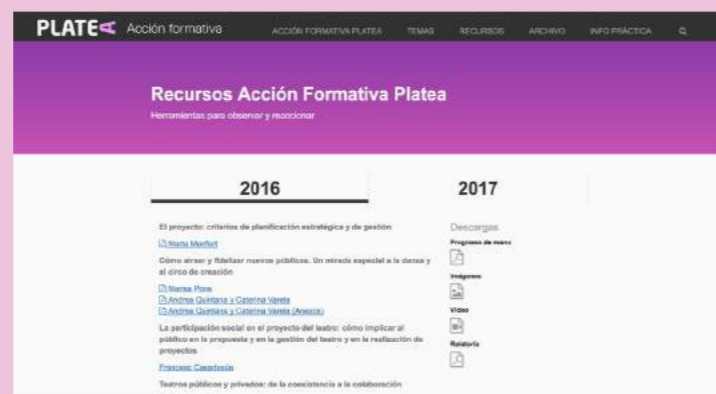 PLATEA Acción formativa
ACCIÓN FORMATIVA PLATEA TEMAS RECURSOS ARCHIVO INFO PRÁCTICA
Recursos Acción Formativa Platea
Herramientas para observar y reaccionar
2016 2017
El proyecto: criterios de planificación estratégica y de gestión
Marta Monfort
Cómo atraer y fidelizar nuevos públicos. Un mirada especial a la danza y
al circo de creación
Marisa Pons
Andrea Quintana y Caterina Varela
Andrea Quintana y Caterina Varela (Anexos)
La participación social en el proyecto del teatro: cómo implicar al
público en la propuesta y en la gestión del teatro y en la realización de
proyectos
Francesc Casadesús
Teatros públicos y privados: de la coexistencia a la colaboración
Descargas
Programa de mano
Imágenes
Vídeo
Relatoría